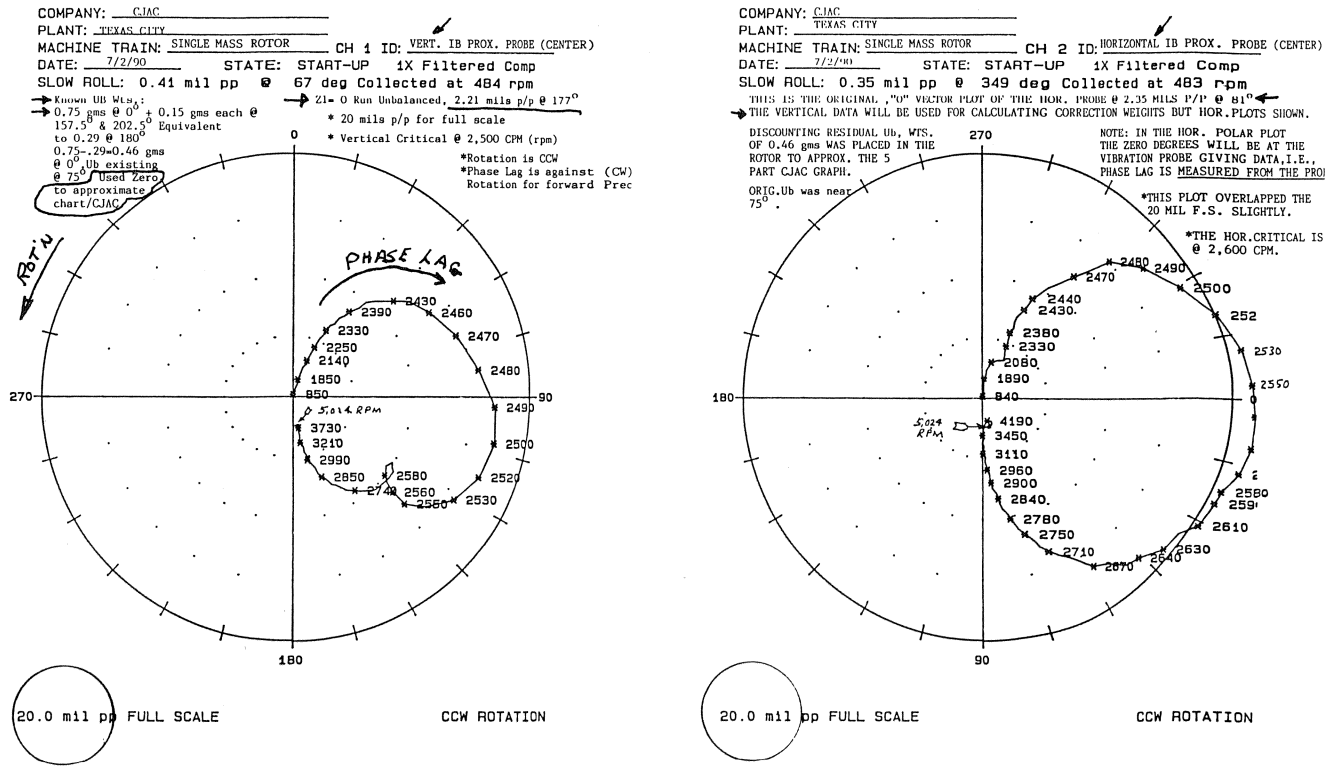 COMPANY: CJAC
PLANT: TEXAS CITY
MACHINE TRAIN: SINGLE MASS ROTOR CH 1 ID: VERT. IB PROX. PROBE (CENTER)
DATE: 7/2/90 STATE: START-UP 1X Filtered Comp
SLOW ROLL: 0.41 mil pp @ 67 deg Collected at 484 rpm
Known UB Wts.:
0.75 gms @ 0° + 0.15 gms each @
157.5° & 202.5° Equivalent
to 0.29 @ 180°
0.75-.29=0.46 gms
@ 0°,Ub existing
@ 75° Used Zero
to approximate
chart/CJAC
Z1= O Run Unbalanced, 2.21 mils p/p @ 177°
* 20 mils p/p for full scale
* Vertical Critical @ 2,500 CPM (rpm)
*Rotation is CCW
*Phase Lag is against (CW)
Rotation for forward Prec
ROT'N
PHASE LAG
0
2430
2390
2460
2330
2470
2250
2140
2480
1850
850
270
90
2490
5,024 RPM
3730
3210
2500
2990
2850
2580
2520
2740
2560
2550
2530
180
20.0 mil pp FULL SCALE
CCW ROTATION
COMPANY: CJAC
PLANT: TEXAS CITY
MACHINE TRAIN: SINGLE MASS ROTOR CH 2 ID: HORIZONTAL IB PROX. PROBE (CENTER)
DATE: 7/2/90 STATE: START-UP 1X Filtered Comp
SLOW ROLL: 0.35 mil pp @ 349 deg Collected at 483 rpm
THIS IS THE ORIGINAL ,"O" VECTOR PLOT OF THE HOR. PROBE @ 2.35 MILS P/P @ 81°
THE VERTICAL DATA WILL BE USED FOR CALCULATING CORRECTION WEIGHTS BUT HOR.PLOTS SHOWN.
DISCOUNTING RESIDUAL Ub, WTS.
OF 0.46 gms WAS PLACED IN THE
ROTOR TO APPROX. THE 5
PART CJAC GRAPH.
ORIG.Ub was near
75°.
270
NOTE: IN THE HOR. POLAR PLOT
THE ZERO DEGREES WILL BE AT THE
VIBRATION PROBE GIVING DATA,I.E.,
PHASE LAG IS MEASURED FROM THE PRO
*THIS PLOT OVERLAPPED THE
20 MIL F.S. SLIGHTLY.
*THE HOR.CRITICAL IS
@ 2,600 CPM.
2480
2490
2470
2500
2440
2430.
252
2380
2330
2530
2080
1890
2550
840
180
0
5,024
RPM
4190
3450
3110
2960
2
2900
2580
2840.
259
2780
2610
2750
2710
2630
2640
2670
90
20.0 mil pp FULL SCALE
CCW ROTATION